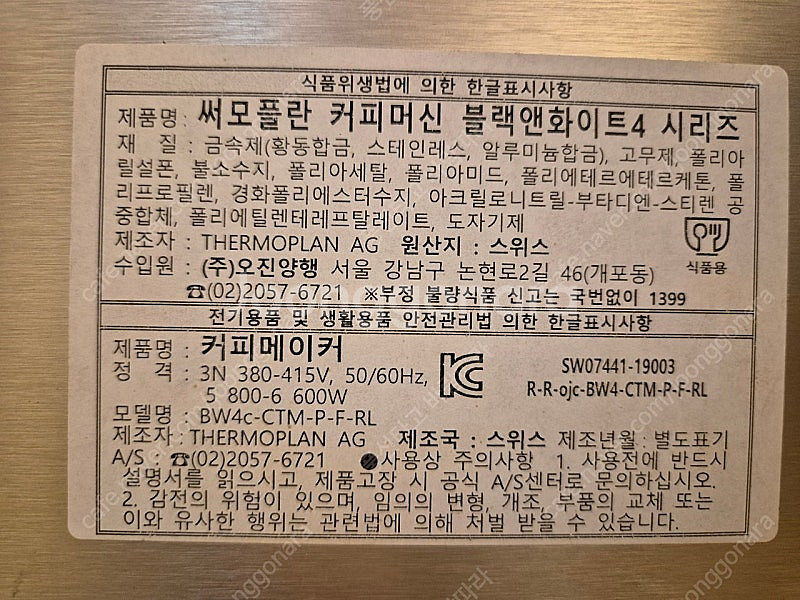 식품위생법에 의한 한글표시사항
제품명: 써모플란 커피머신 블랙앤화이트4 시리즈
재 질 : 금속제(황동합금, 스테인레스, 알루미늄합금), 고무제, 폴리아
릴설폰, 불소수지, 폴리아세탈, 폴리아미드, 폴리에테르에테르케톤, 폴
리프로필렌, 경화폴리에스터수지, 아크릴로니트릴-부타디엔-스티렌 공
중합체, 폴리에틸렌테레프탈레이트, 도자기제
제조자 : THERMOPLAN AG 원산지 : 스위스
수입원 : (주)오진양행 서울 강남구 논현로2길 46(개포동)
식품용
☎(02)2057-6721 ※부정 불량식품 신고는 국번없이 1399
전기용품 및 생활용품 안전관리법 의한 한글표시사항
제품명 : 커피메이커
정 격 : 3N 380-415V, 50/60Hz,
5 800-6 600W
SW07441-19003
R-R-ojc-BW4-CTM-P-F-RL
모델명 : BW4c-CTM-P-F-RL
제조자 : THERMOPLAN AG 제조국 : 스위스 제조년월 : 별도표기
A/S : ☎(02)2057-6721 ●사용상 주의사항 1. 사용전에 반드시
설명서를 읽으시고, 제품고장 시 공식 A/S센터로 문의하십시오.
2. 감전의 위험이 있으며, 임의의 변형, 개조, 부품의 교체 또는
이와 유사한 행위는 관련법에 의해 처벌 받을 수 있습니다.